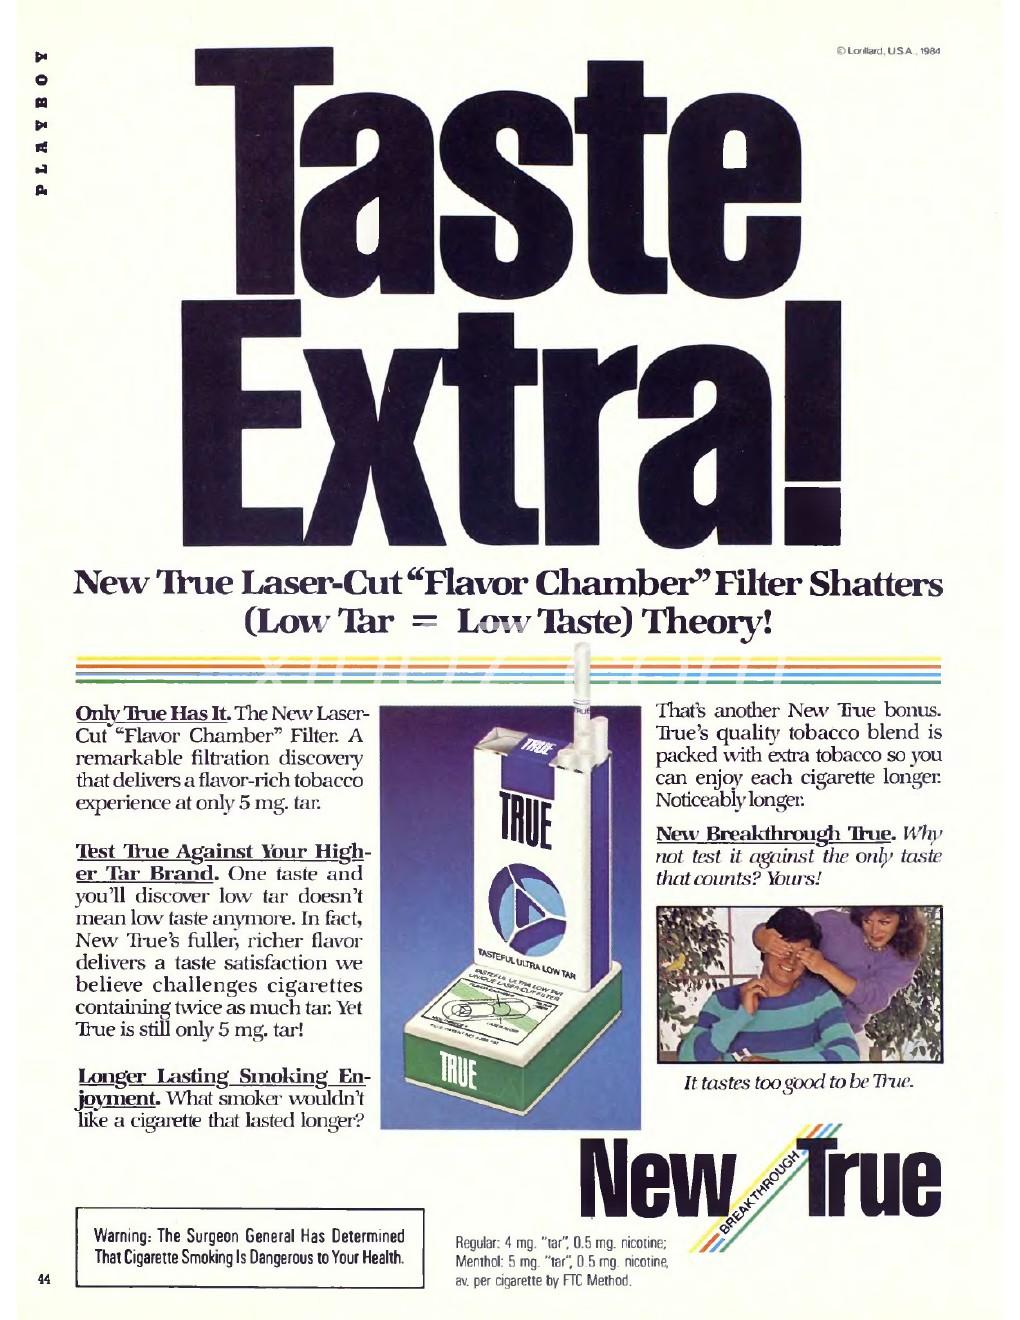 PLAYBOY
© Lorillard, U.S.A., 1984
Taste
Extra!
New True Laser-Cut “Flavor Chamber” Filter Shatters
(Low Tar = Low Taste) Theory!
Only True Has It. The New Laser-
Cut “Flavor Chamber” Filter. A
remarkable filtration discovery
that delivers a flavor-rich tobacco
experience at only 5 mg. tar.
Test True Against Your High-
er Tar Brand. One taste and
you'll discover low tar doesn't
mean low taste anymore. In fact,
New True's fuller, richer flavor
delivers a taste satisfaction we
believe challenges cigarettes
containing twice as much tar. Yet
True is still only 5 mg. tar!
Longer Lasting Smoking En-
joyment. What smoker wouldn't
like a cigarette that lasted longer?
TRUE
TRUE
TRUE
TASTEFUL ULTRA LOW TAR
TASTEFUL ULTRA LOW TAR
UNIQUE LASER-CUT FILTER
TRUE
That's another New True bonus.
True's quality tobacco blend is
packed with extra tobacco so you
can enjoy each cigarette longer.
Noticeably longer.
New Breakthrough True. Why
not test it against the only taste
that counts? Yours!
It tastes too good to be True.
New BREAKTHROUGH True
Warning: The Surgeon General Has Determined
That Cigarette Smoking Is Dangerous to Your Health.
Regular: 4 mg. "tar", 0.5 mg. nicotine;
Menthol: 5 mg. "tar", 0.5 mg. nicotine,
av. per cigarette by FTC Method.
44